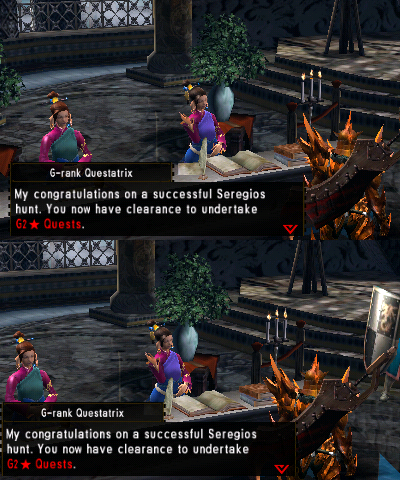 G-rank Questatrix
My congratulations on a successful Seregios
hunt. You now have clearance to undertake
G2★ Quests.
G-rank Questatrix
My congratulations on a successful Seregios
hunt. You now have clearance to undertake
G2★ Quests.